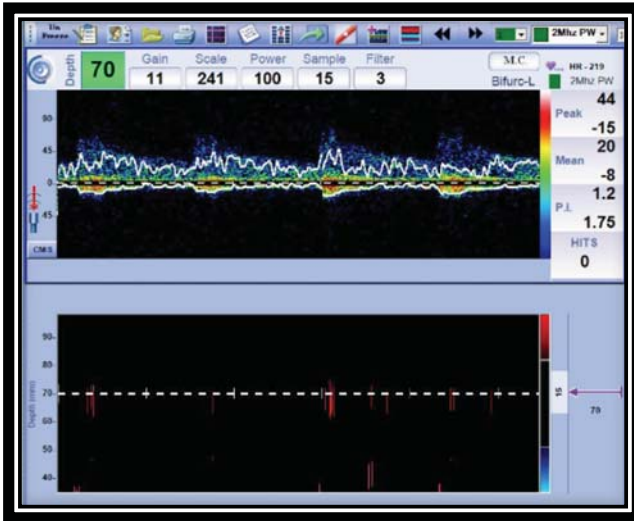 Un
Freeze
2Mhz PW
Depth
70
Gain
11
Scale
241
Power
100
Sample
15
Filter
3
M.C
Bifurc-L
HR - 219
2Mhz PW
90
45
0
45
CM/S
Peak
44
-15
Mean
20
-8
P.I.
1.2
1.75
HITS
0
Depth (mm)
90
80
70
60
50
40
15
70